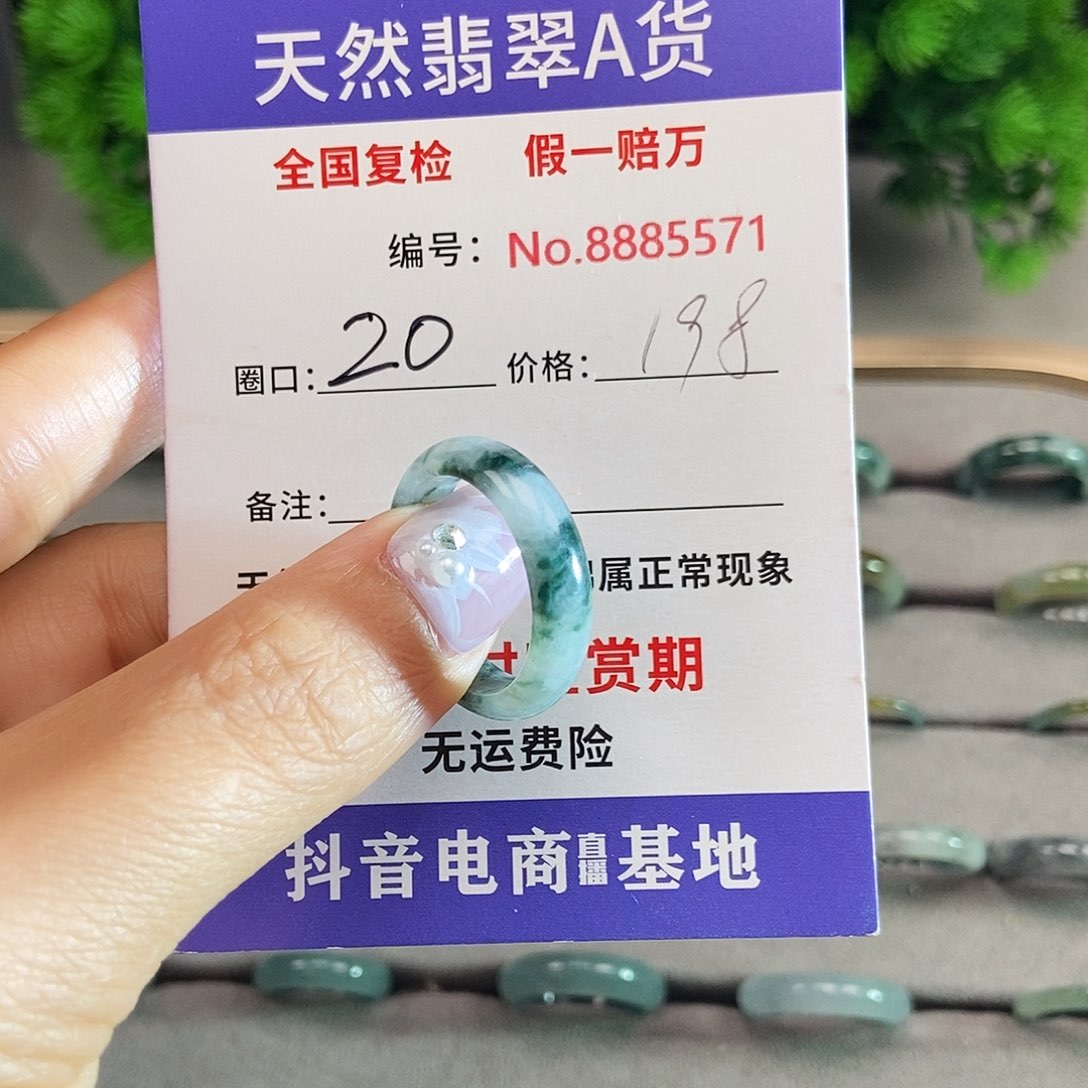 天然翡翠A货
全国复检 假一赔万
编号：No.8885571
圈口：20 价格：198
备注：
属正常现象
赏期
无运费险
抖音电商直播基地